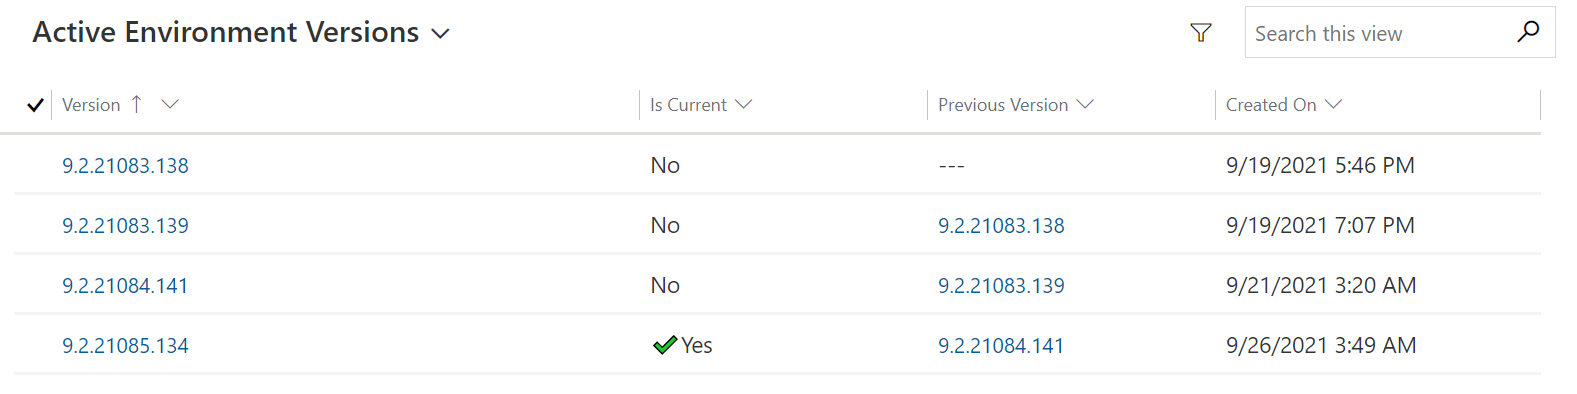 Active Environment Versions
Search this view
Version Is Current Previous Version Created On
9.2.21083.138 No --- 9/19/2021 5:46 PM
9.2.21083.139 No 9.2.21083.138 9/19/2021 7:07 PM
9.2.21084.141 No 9.2.21083.139 9/21/2021 3:20 AM
9.2.21085.134 Yes 9.2.21084.141 9/26/2021 3:49 AM